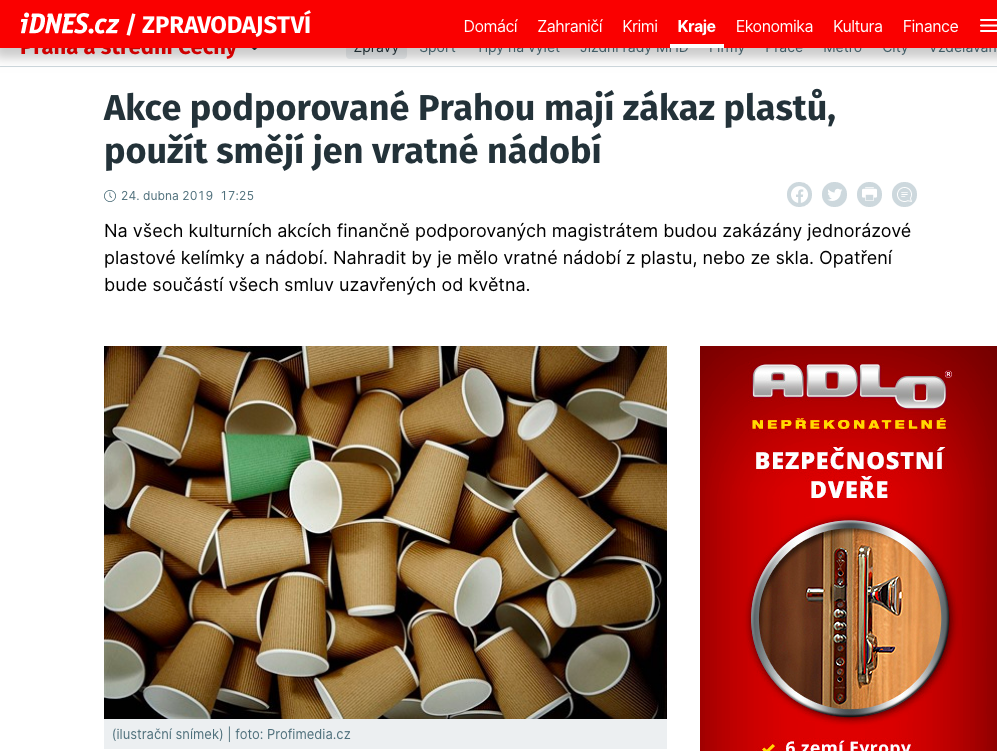 iDNES.cz / ZPRAVODAJSTVÍ
Domácí Zahraničí Krimi Kraje Ekonomika Kultura Finance
Praha a střední Čechy
Zprávy Sport Tipy na výlet Jízdní řády MHD Firmy Práce Metro City
Akce podporované Prahou mají zákaz plastů,
použít smějí jen vratné nádobí
24. dubna 2019 17:25
Na všech kulturních akcích finančně podporovaných magistrátem budou zakázány jednorázové
plastové kelímky a nádobí. Nahradit by je mělo vratné nádobí z plastu, nebo ze skla. Opatření
bude součástí všech smluv uzavřených od května.
(ilustrační snímek) | foto: Profimedia.cz
ADLO®
NEPŘEKONATELNÉ
BEZPEČNOSTNÍ
DVEŘE
6 zemí Evropy